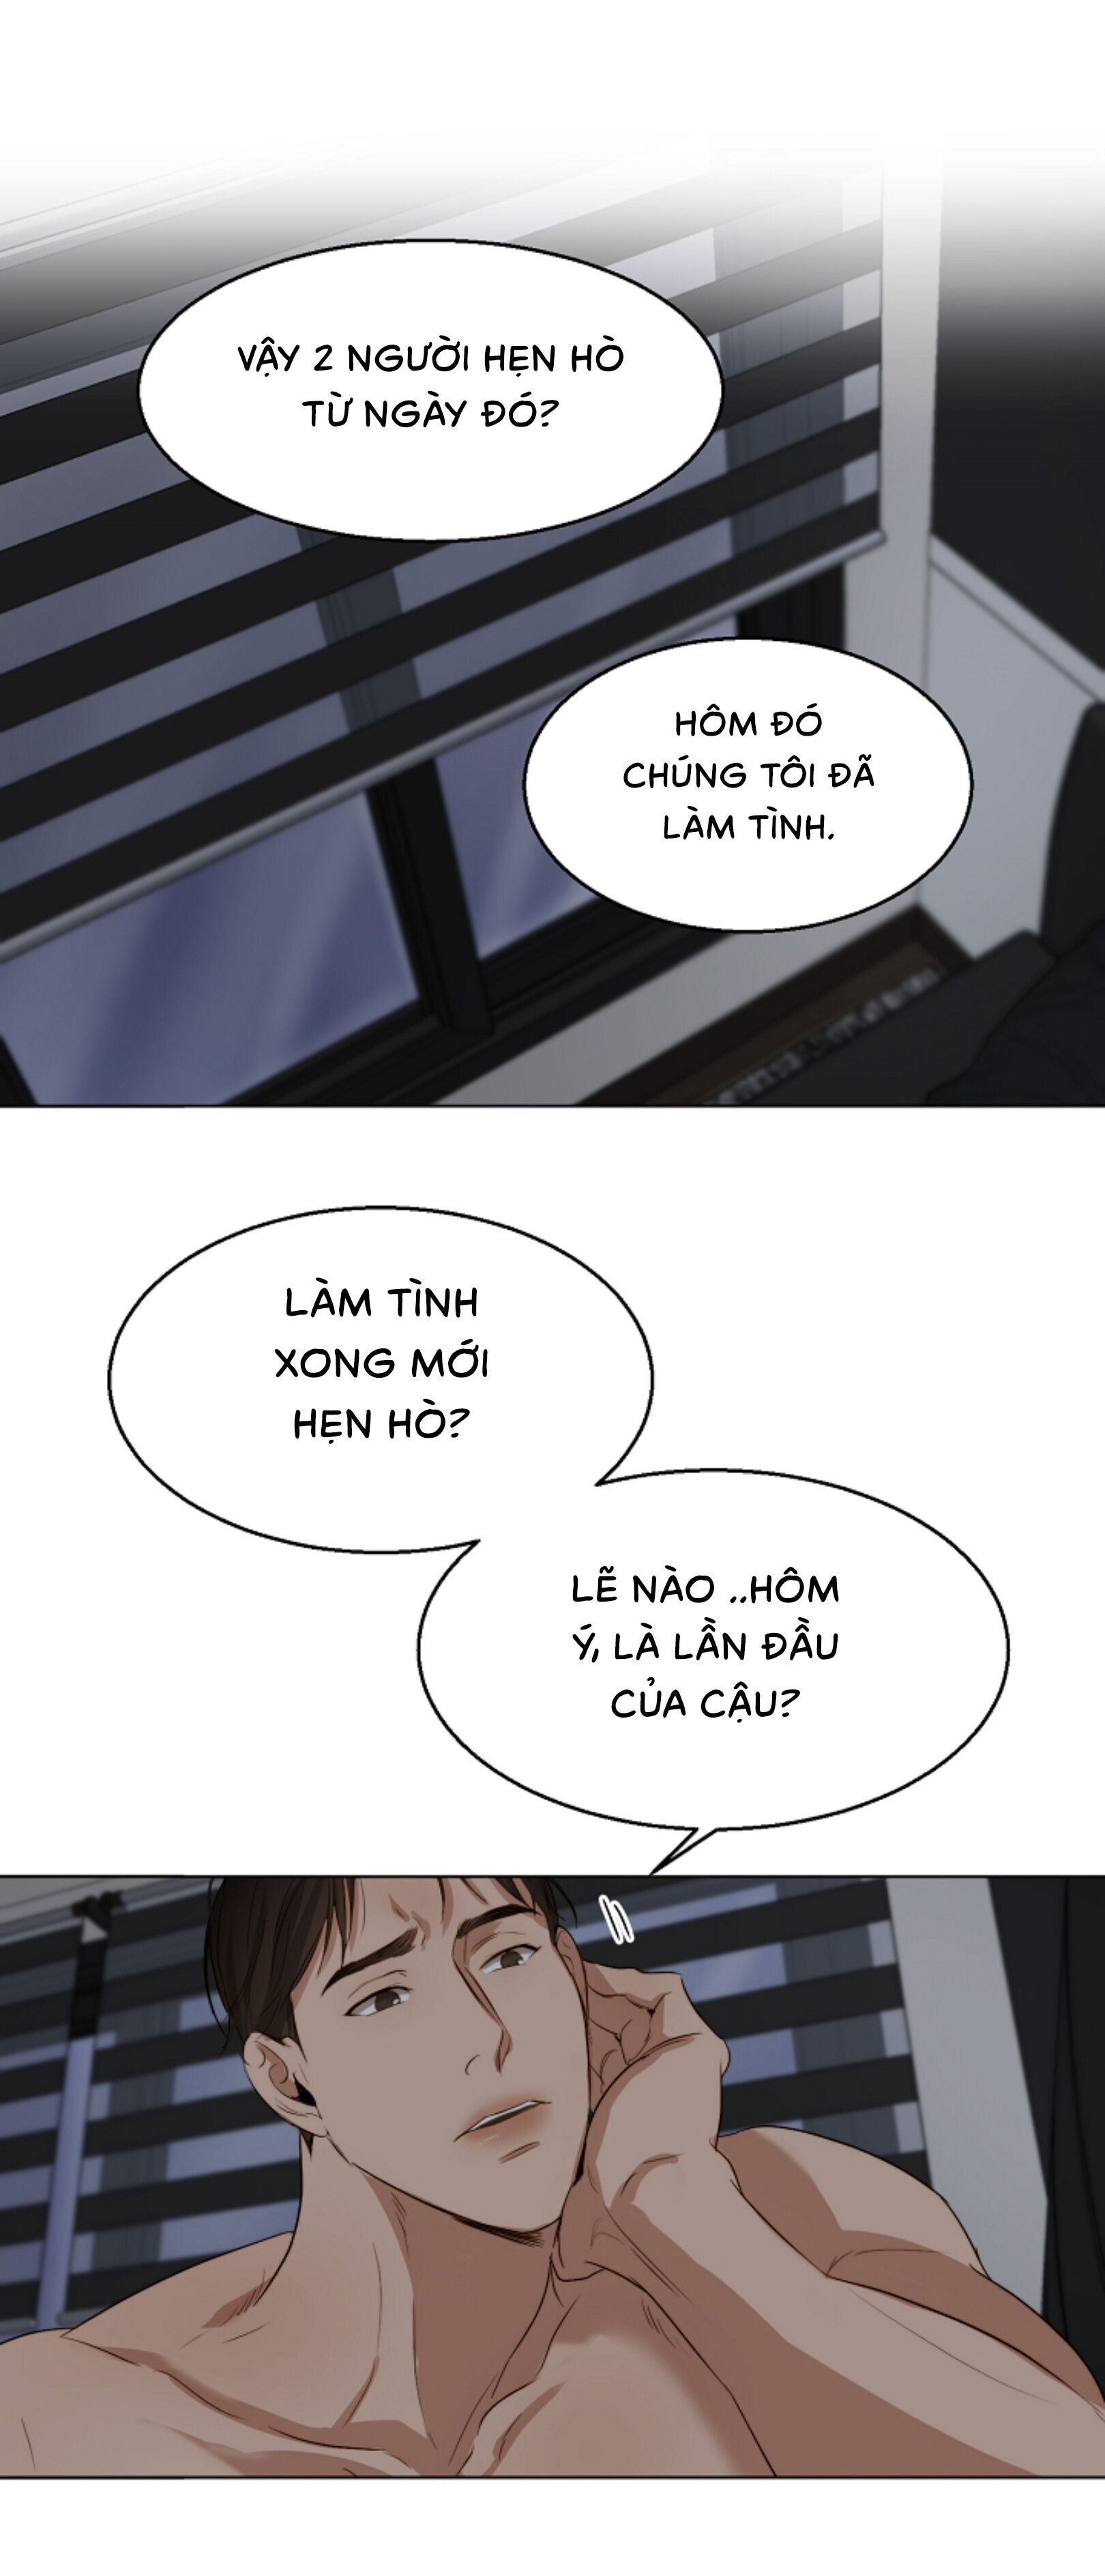 VẬY 2 NGƯỜI HẸN HÒ
TỪ NGÀY ĐÓ?
HÔM ĐÓ
CHÚNG TÔI ĐÃ
LÀM TÌNH.
LÀM TÌNH
XONG MỚI
HẸN HÒ?
LẼ NÀO ..HÔM
Ý, LÀ LẦN ĐẦU
CỦA CẬU?